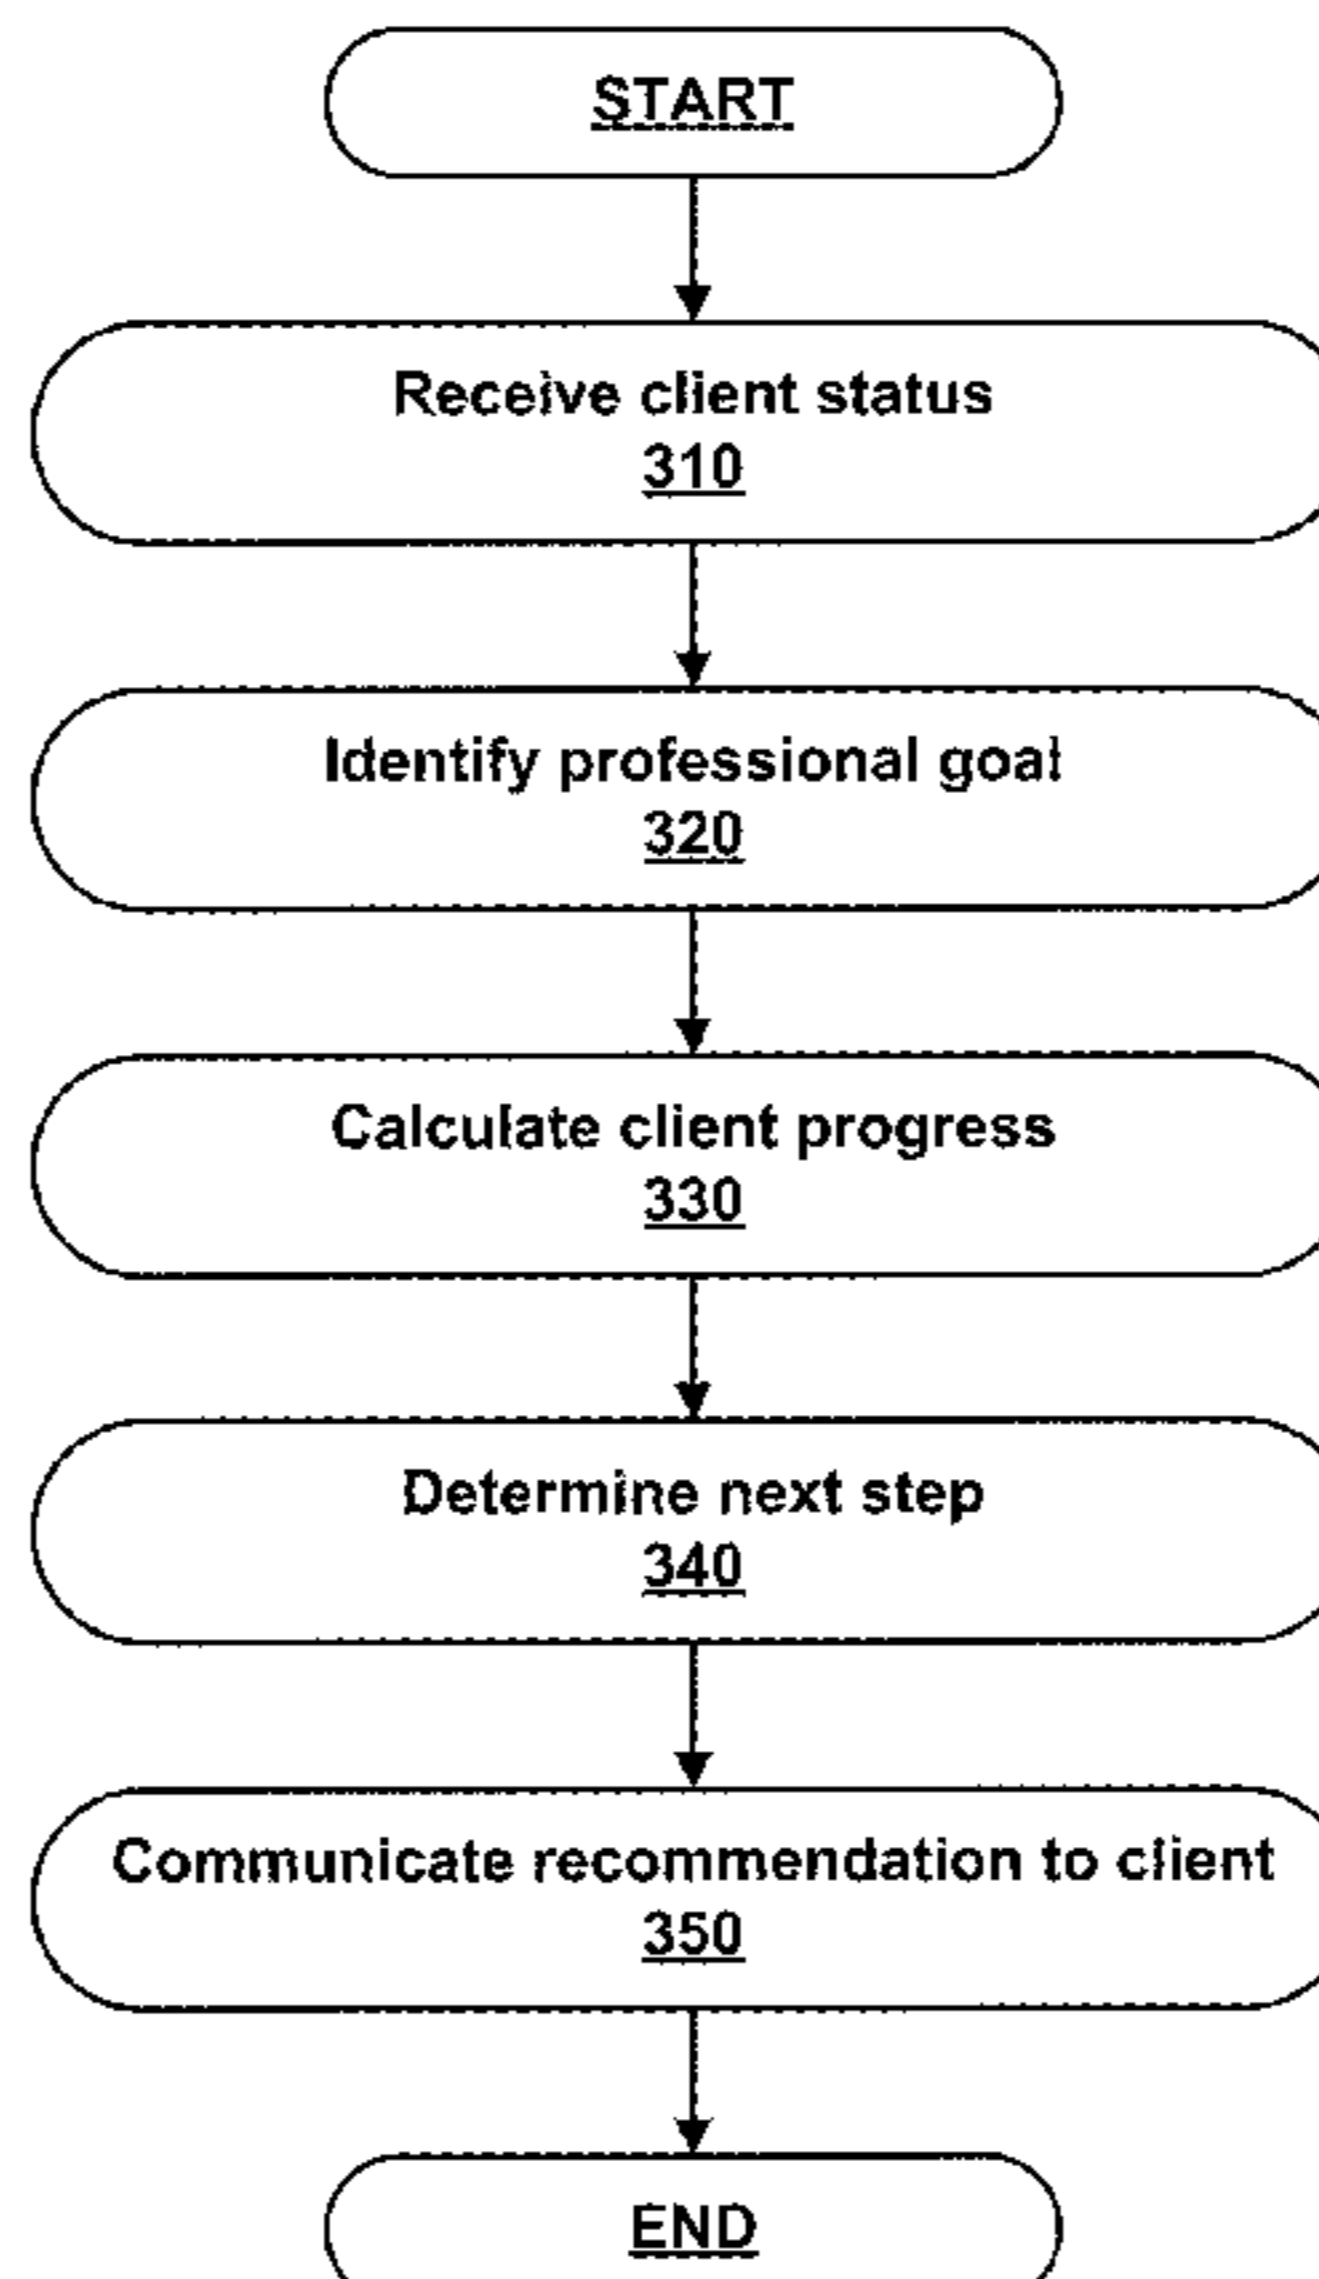 START
Receive client status
310
Identify professional goal
320
Calculate client progress
330
Determine next step
340
Communicate recommendation to client
350
END